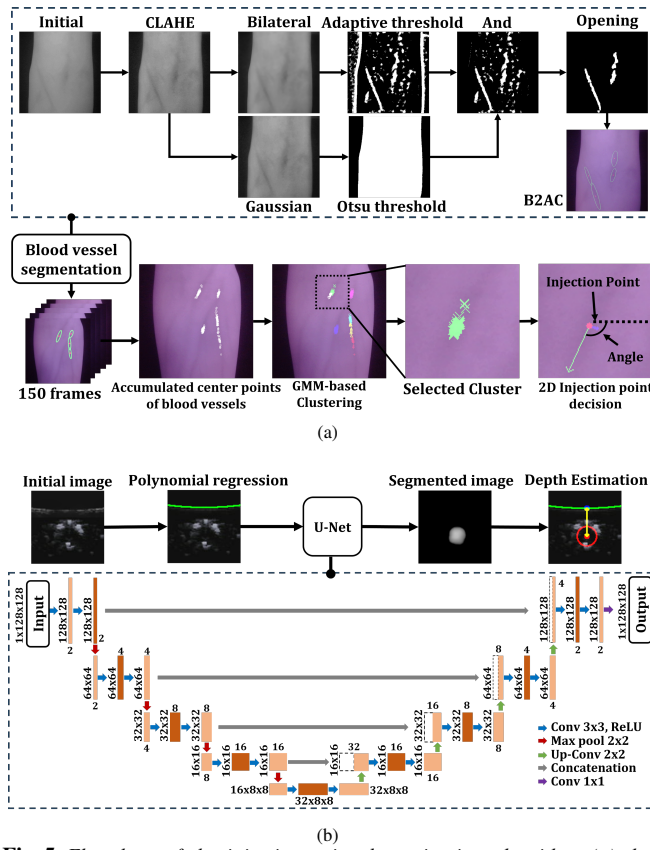 Initial
CLAHE
Bilateral
Adaptive threshold
And
Opening
Gaussian
Otsu threshold
B2AC
Blood vessel
segmentation
150 frames
Accumulated center points
of blood vessels
GMM-based
Clustering
Selected Cluster
Injection Point
Angle
2D Injection point
decision
(a)
Initial image
Polynomial regression
U-Net
Segmented image
Depth Estimation
1x128x128
Input
128x128
2
128x128
2
64x64
2
64x64
4
64x64
4
32x32
4
32x32
8
32x32
8
16x16
8
16x16
16
16x16
16
16x8x8
32x8x8
32x8x8
16x16
32
16x16
16
16x16
16
32x32
16
32x32
8
32x32
8
64x64
8
64x64
4
64x64
4
128x128
4
128x128
2
128x128
2
1x128x128
Output
Conv 3x3, ReLU
Max pool 2x2
Up-Conv 2x2
Concatenation
Conv 1x1
(b)